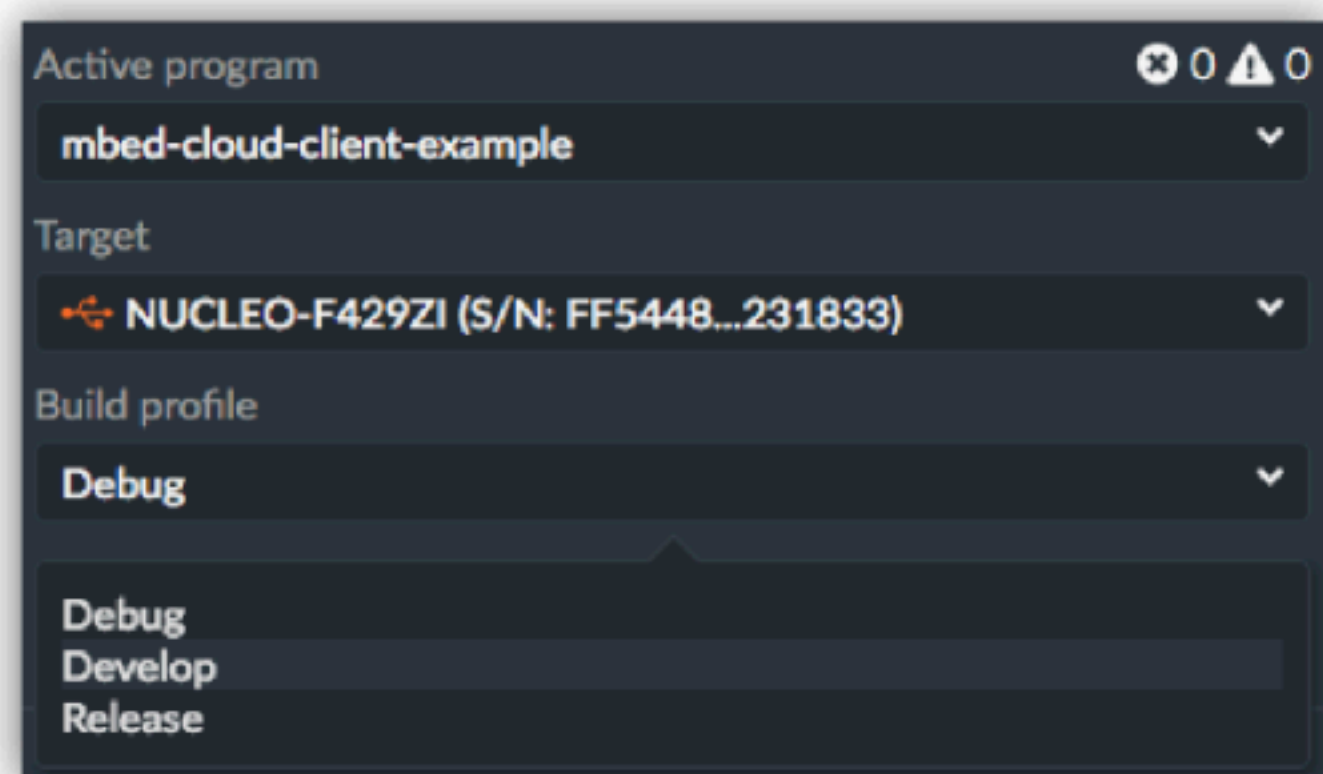 Active program 0 0
mbed-cloud-client-example
Target
NUCLEO-F429ZI (S/N: FF5448...231833)
Build profile
Debug
Debug
Develop
Release